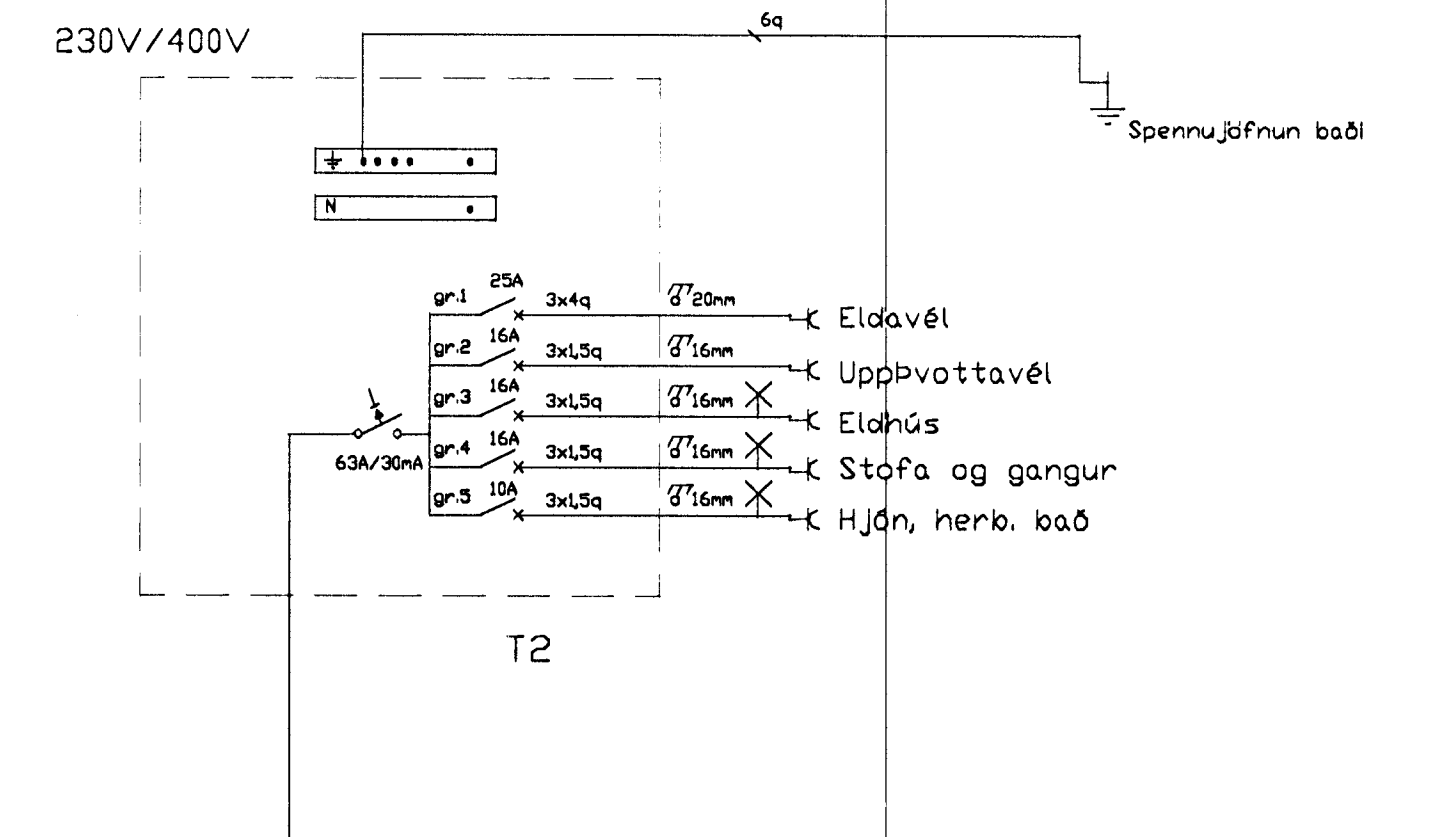 6q
230V/400V
Spennujöfnun baði
N
gr.1 25A 3x4q 20mm Eldavél
gr.2 16A 3x1,5q 16mm UppÞvottavél
gr.3 16A 3x1,5q 16mm Eldhús
63A/30mA
gr.4 16A 3x1,5q 16mm Stofa og gangur
gr.5 10A 3x1,5q 16mm Hjón, herb. bað
T2